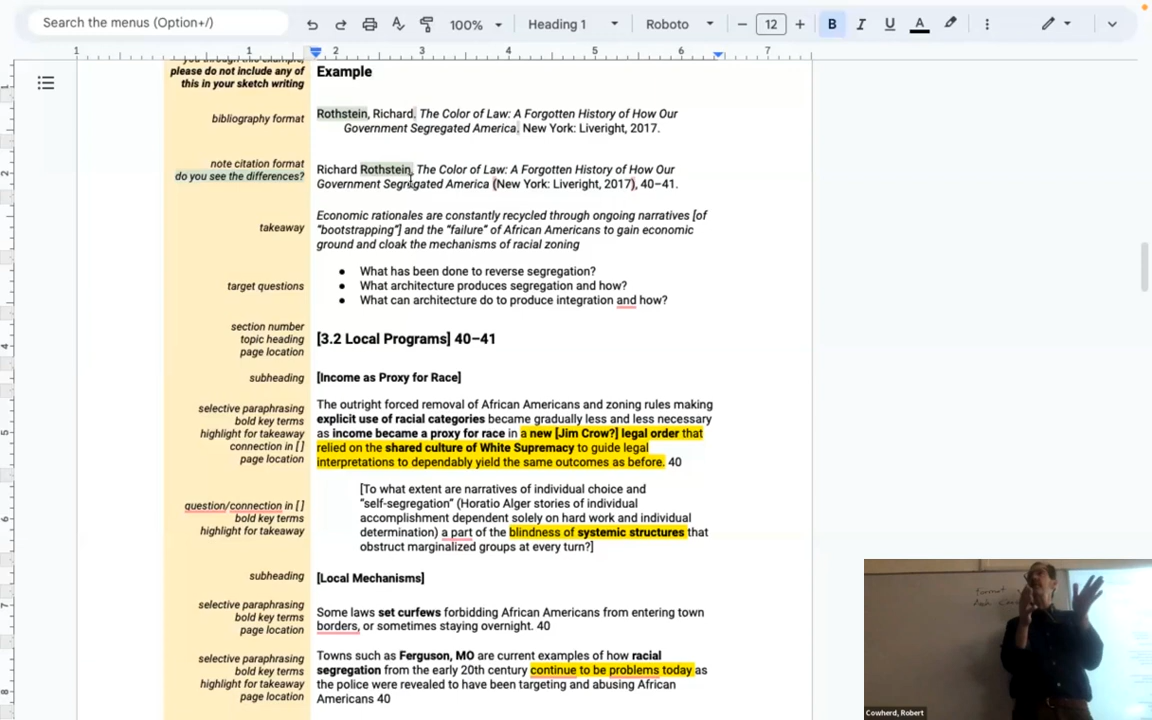 Search the menus (Option+/)
100%
Heading 1
Roboto
12
B
I
U
A
1
1
2
3
4
5
6
7
please do not include any of
this in your sketch writing
Example
bibliography format
Rothstein, Richard. The Color of Law: A Forgotten History of How Our
Government Segregated America. New York: Liveright, 2017.
note citation format
do you see the differences?
Richard Rothstein, The Color of Law: A Forgotten History of How Our
Government Segregated America (New York: Liveright, 2017), 40–41.
takeaway
Economic rationales are constantly recycled through ongoing narratives [of
“bootstrapping”] and the “failure” of African Americans to gain economic
ground and cloak the mechanisms of racial zoning
target questions
● What has been done to reverse segregation?
● What architecture produces segregation and how?
● What can architecture do to produce integration and how?
section number
topic heading
page location
[3.2 Local Programs] 40–41
subheading
[Income as Proxy for Race]
selective paraphrasing
bold key terms
highlight for takeaway
connection in [ ]
page location
The outright forced removal of African Americans and zoning rules making
explicit use of racial categories became gradually less and less necessary
as income became a proxy for race in a new [Jim Crow?] legal order that
relied on the shared culture of White Supremacy to guide legal
interpretations to dependably yield the same outcomes as before. 40
question/connection in [ ]
bold key terms
highlight for takeaway
[To what extent are narratives of individual choice and
“self-segregation” (Horatio Alger stories of individual
accomplishment dependent solely on hard work and individual
determination) a part of the blindness of systemic structures that
obstruct marginalized groups at every turn?]
subheading
[Local Mechanisms]
selective paraphrasing
bold key terms
page location
Some laws set curfews forbidding African Americans from entering town
borders, or sometimes staying overnight. 40
selective paraphrasing
bold key terms
highlight for takeaway
page location
Towns such as Ferguson, MO are current examples of how racial
segregation from the early 20th century continue to be problems today as
the police were revealed to have been targeting and abusing African
Americans 40
1
2
3
4
5
6
7
8
Cowherd, Robert